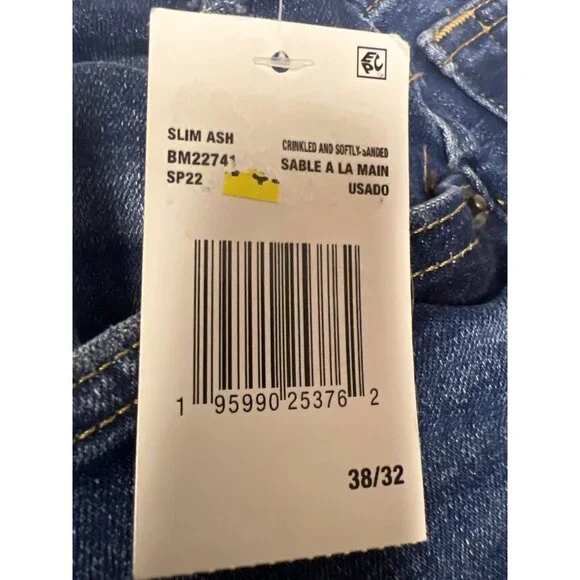 SLIM ASH
BM22741
SP22
CRINKLED AND SOFTLY-SANDED
SABLE A LA MAIN
USADO
1 95990 25376 2
38/32